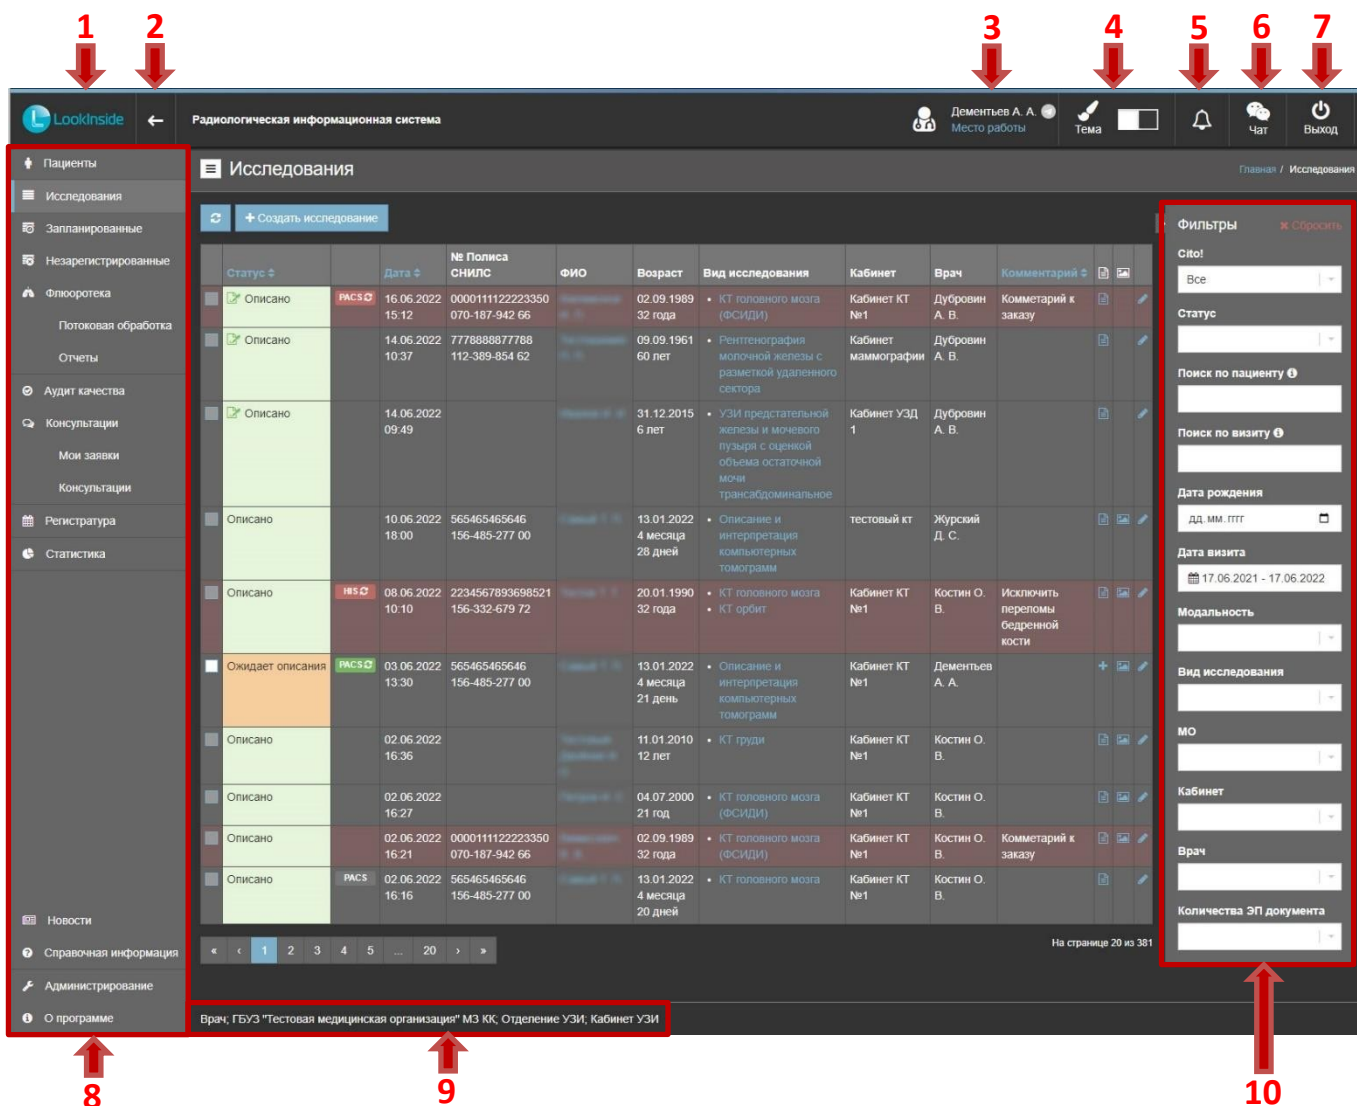 1 2 3 4 5 6 7
LookInside
Радиологическая информационная система
Дементьев А. А.
Место работы
Тема
Чат
Выход
Пациенты
Исследования
Запланированные
Незарегистрированные
Флюоротека
Потоковая обработка
Отчеты
Аудит качества
Консультации
Мои заявки
Консультации
Регистратура
Статистика
Новости
Справочная информация
Администрирование
О программе
Исследования
Главная / Исследования
+ Создать исследование
Статус Дата № Полиса СНИЛС ФИО Возраст Вид исследования Кабинет Врач Комментарий
Описано PACS 16.06.2022 0000111122223350 02.09.1989 • КТ головного мозга Кабинет КТ Дубровин Комметарий к
15:12 070-187-942 66 32 года (ФСИДИ) №1 А. В. заказу
Описано 14.06.2022 7778888877788 09.09.1961 • Рентгенография Кабинет Дубровин
10:37 112-389-854 62 60 лет молочной железы с маммографии А. В.
разметкой удаленного
сектора
Описано 14.06.2022 31.12.2015 • УЗИ предстательной Кабинет УЗД Дубровин
09:49 6 лет железы и мочевого 1 А. В.
пузыря с оценкой
объема остаточной
мочи
трансабдоминальное
Описано 10.06.2022 565465465646 13.01.2022 • Описание и тестовый кт Журский
18:00 156-485-277 00 4 месяца интерпретация Д. С.
28 дней компьютерных
томограмм
Описано HIS 08.06.2022 2234567893698521 20.01.1990 • КТ головного мозга Кабинет КТ Костин О. Исключить
10:10 156-332-679 72 32 года • КТ орбит №1 В. переломы
бедренной
кости
Ожидает описания PACS 03.06.2022 565465465646 13.01.2022 • Описание и Кабинет КТ Дементьев
13:30 156-485-277 00 4 месяца интерпретация №1 А. А.
21 день компьютерных
томограмм
Описано 02.06.2022 11.01.2010 • КТ груди Кабинет КТ Костин О.
16:36 12 лет №1 В.
Описано 02.06.2022 04.07.2000 • КТ головного мозга Кабинет КТ Костин О.
16:27 21 год (ФСИДИ) №1 В.
Описано 02.06.2022 0000111122223350 02.09.1989 • КТ головного мозга Кабинет КТ Костин О. Комметарий к
16:21 070-187-942 66 32 года (ФСИДИ) №1 В. заказу
Описано PACS 02.06.2022 565465465646 13.01.2022 • КТ головного мозга Кабинет КТ Костин О.
16:16 156-485-277 00 4 месяца №1 В.
20 дней
« ‹ 1 2 3 4 5 ... 20 › »
На странице 20 из 381
Фильтры × Сбросить
Cito!
Все
Статус
Поиск по пациенту
Поиск по визиту
Дата рождения
дд.мм.гггг
Дата визита
17.06.2021 - 17.06.2022
Модальность
Вид исследования
МО
Кабинет
Врач
Количества ЭП документа
Врач; ГБУЗ "Тестовая медицинская организация" МЗ КК; Отделение УЗИ; Кабинет УЗИ
8 9 10